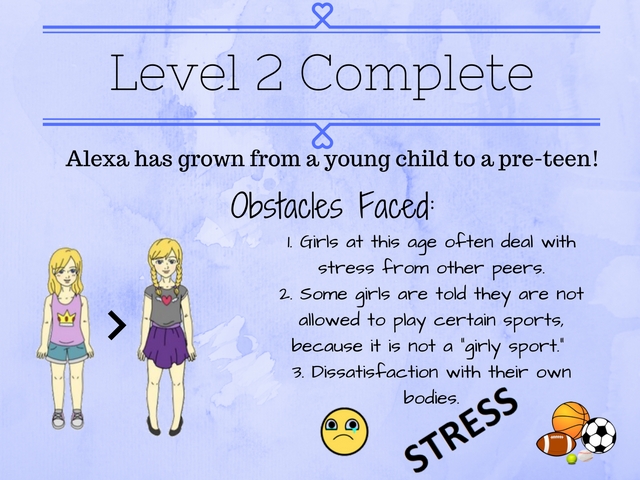 Level 2 Complete
Alexa has grown from a young child to a pre-teen!
Obstacles Faced:
1. Girls at this age often deal with
stress from other peers.
2. Some girls are told they are not
allowed to play certain sports,
because it is not a "girly sport."
3. Dissatisfaction with their own
bodies.
STRESS